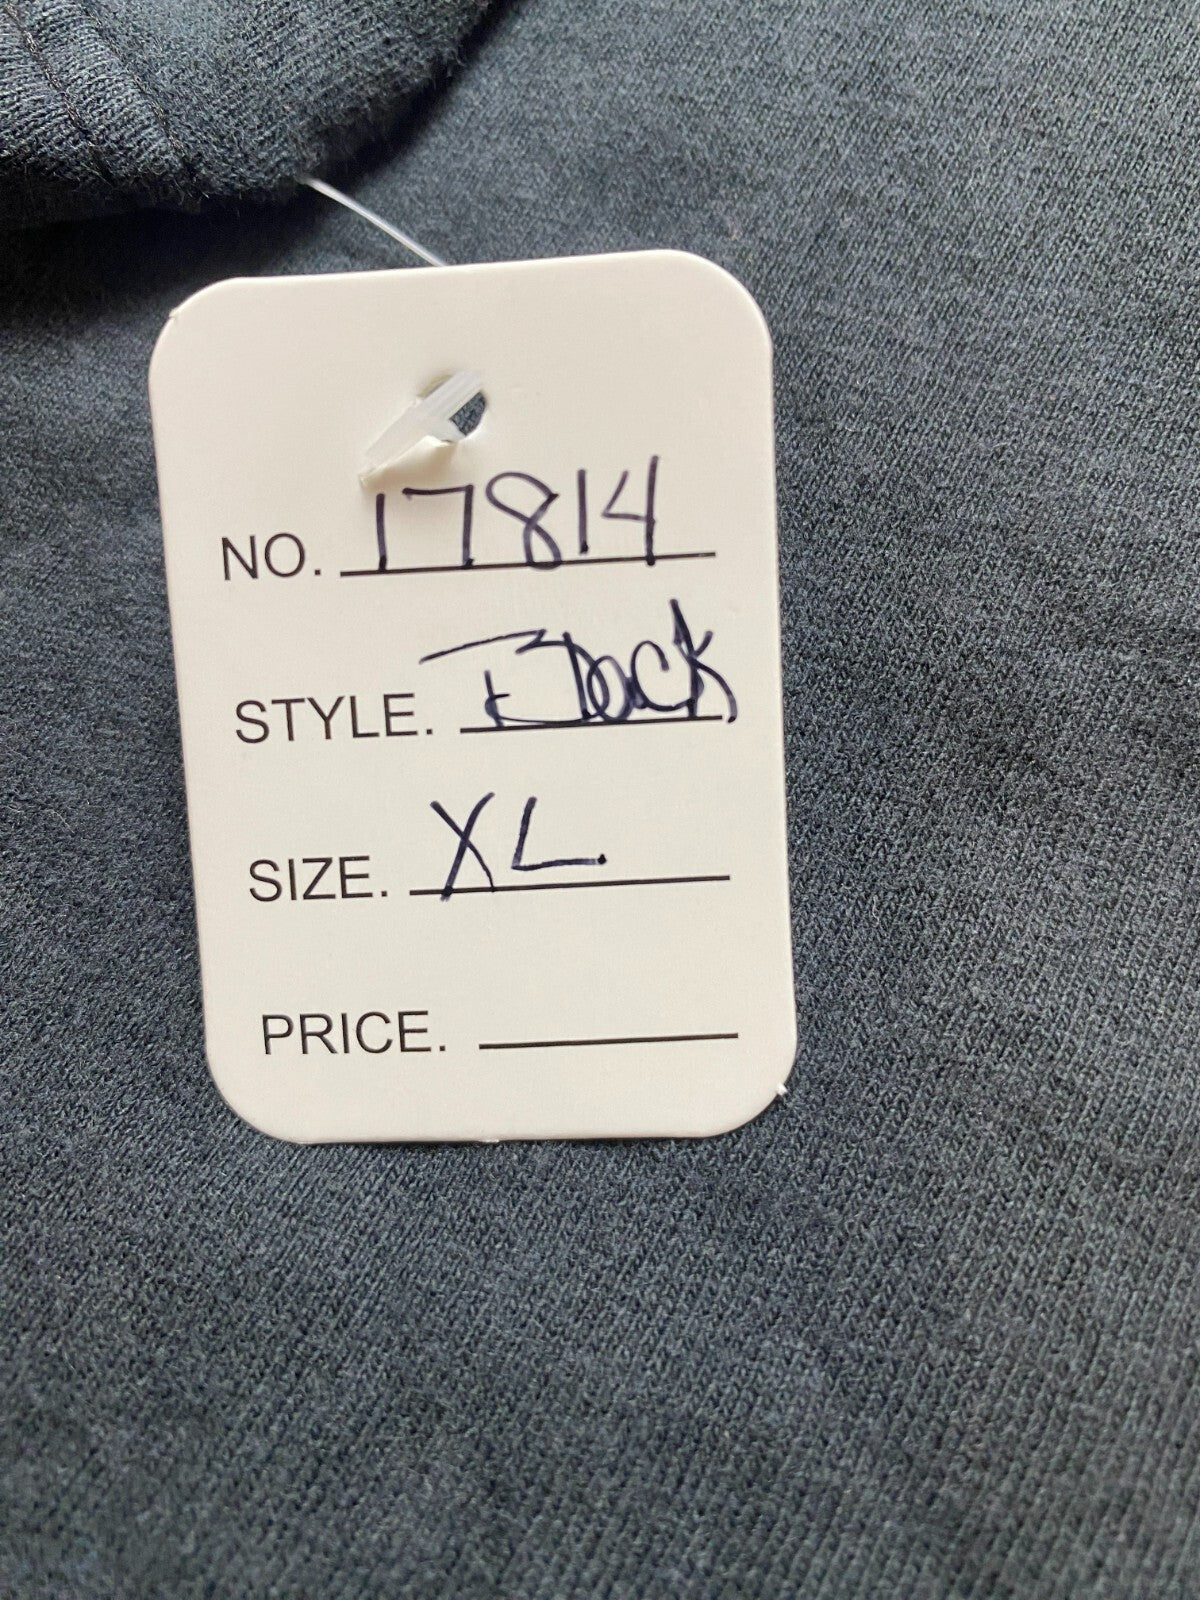 NO. 17814
STYLE. Black
SIZE. XL
PRICE.